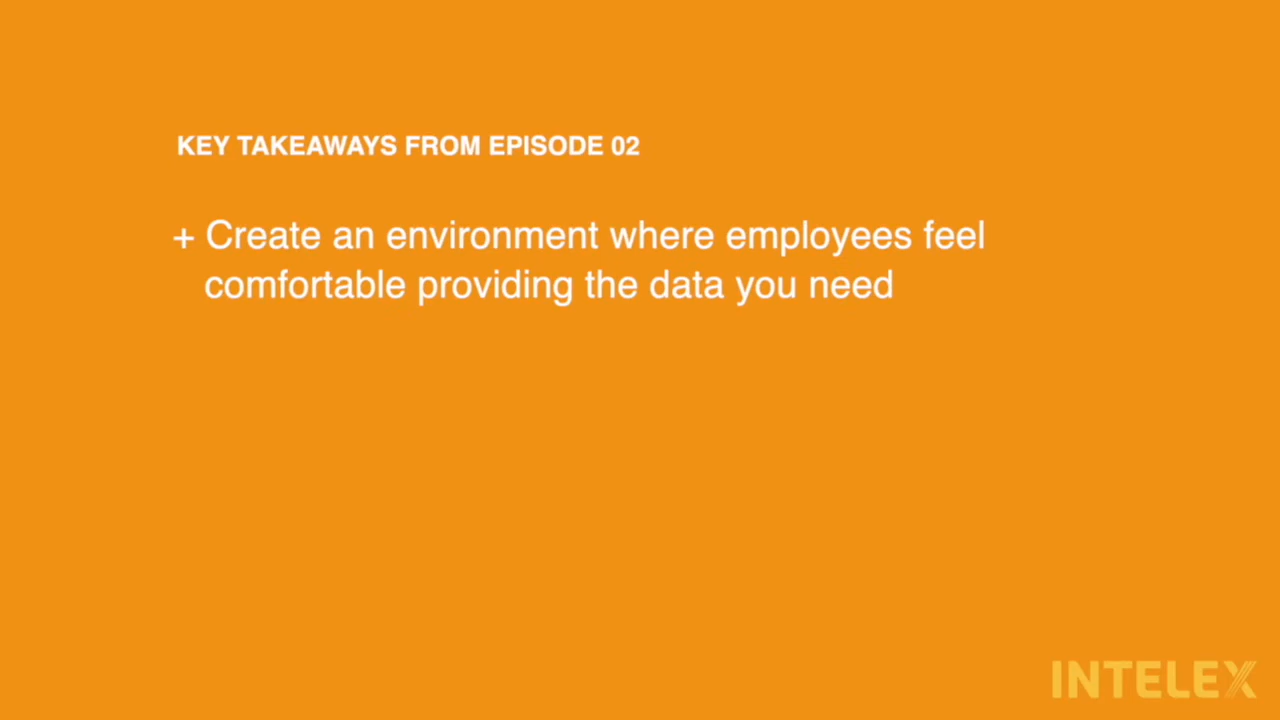 KEY TAKEAWAYS FROM EPISODE 02
+ Create an environment where employees feel
comfortable providing the data you need
INTELEX